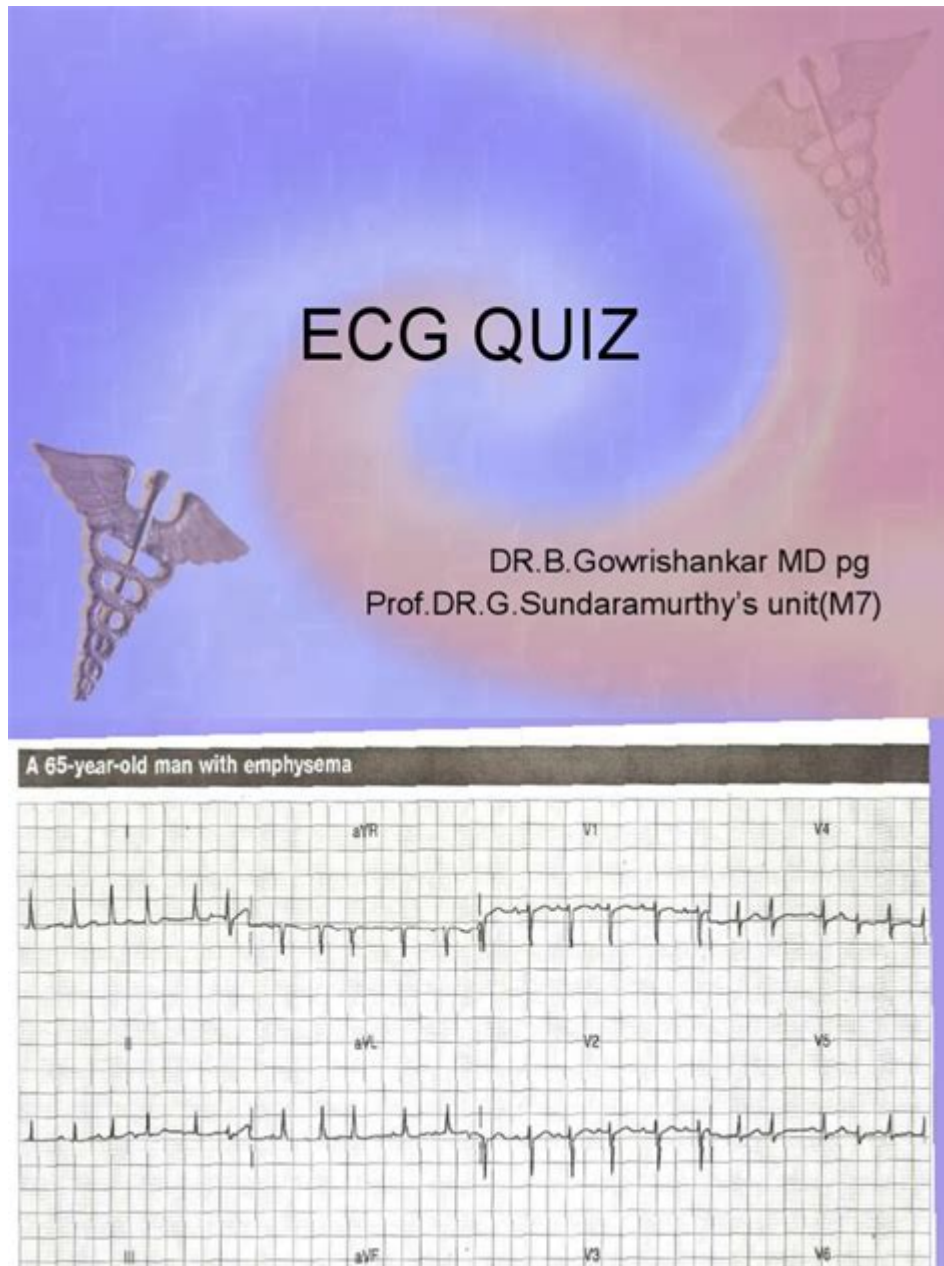 ECG QUIZ
DR.B.Gowrishankar MD pg
Prof.DR.G.Sundaramurthy's unit(M7)
A 65-year-old man with emphysema
I aVR V1 V4
II aVL V2 V5
III aVF V3 V6